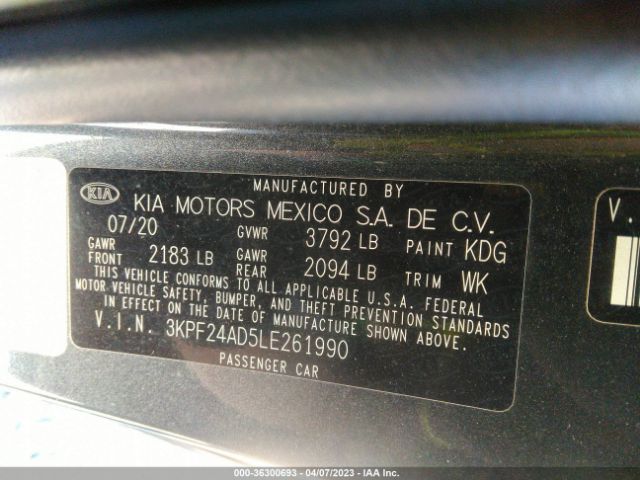 MANUFACTURED BY
KIA KIA MOTORS MEXICO S.A. DE C.V.
07/20 GVWR 3792 LB PAINT KDG
GAWR FRONT 2183 LB GAWR REAR 2094 LB TRIM WK
THIS VEHICLE CONFORMS TO ALL APPLICABLE U.S.A. FEDERAL
MOTOR VEHICLE SAFETY, BUMPER, AND THEFT PREVENTION STANDARDS
IN EFFECT ON THE DATE OF MANUFACTURE SHOWN ABOVE.
V.I.N. 3KPF24AD5LE261990
PASSENGER CAR
V.
000-36300693 - 04/07/2023 - IAA Inc.